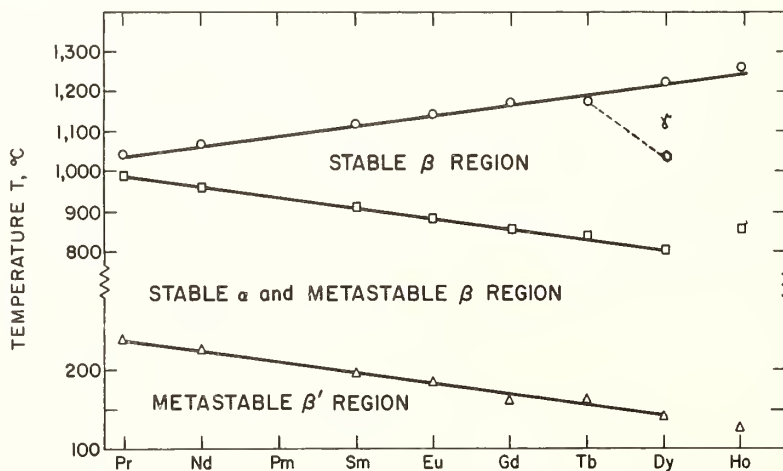 1,300
1,200
1,100
1,000
900
800
200
100
TEMPERATURE T, °C
STABLE β REGION
γ
STABLE α and METASTABLE β REGION
METASTABLE β' REGION
Pr Nd Pm Sm Eu Gd Tb Dy Ho